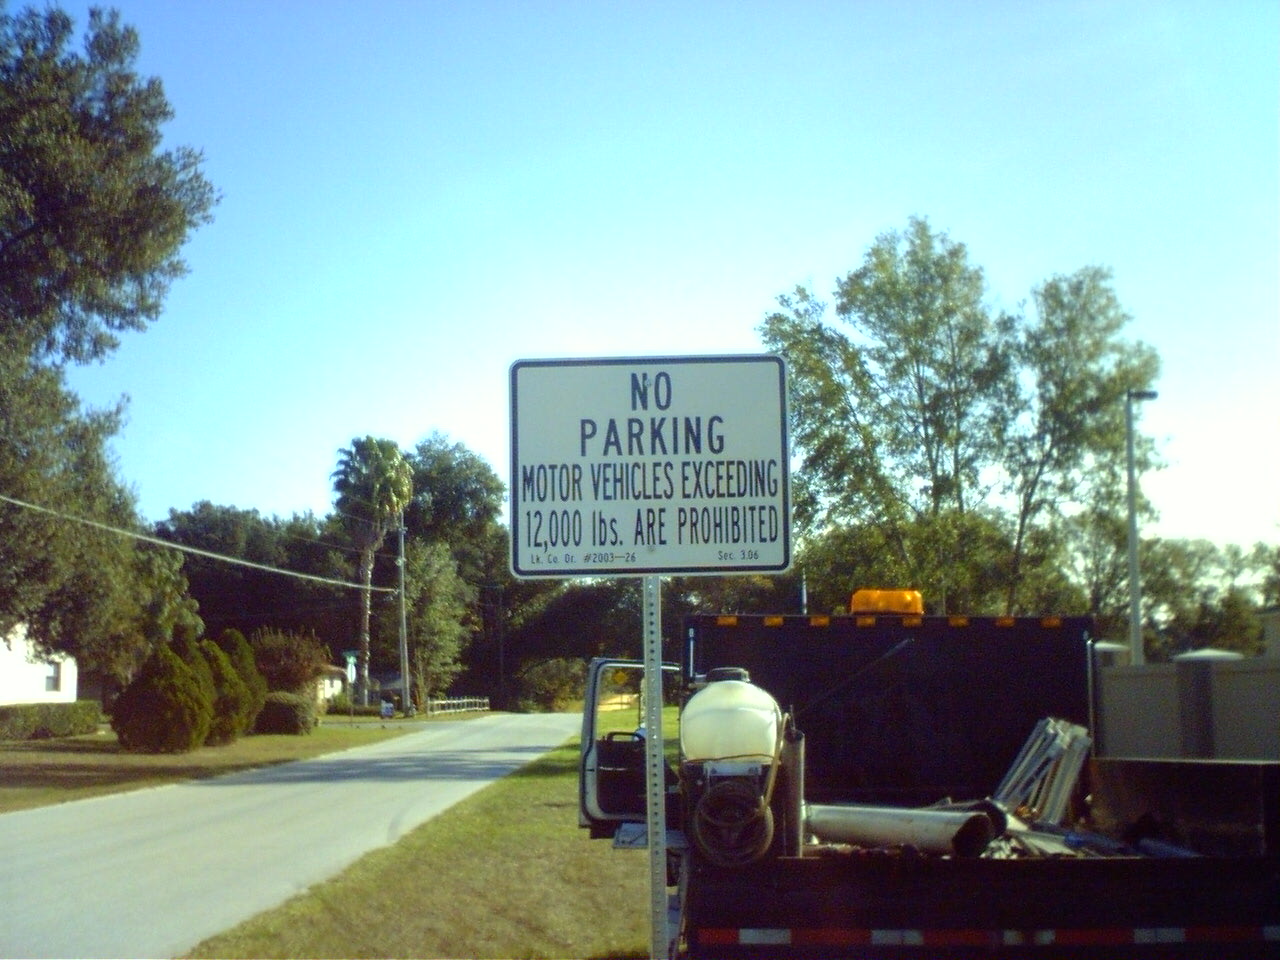 NO
PARKING
MOTOR VEHICLES EXCEEDING
12,000 lbs. ARE PROHIBITED
Lk. Co. Or. #2003-26 Sec. 3.06